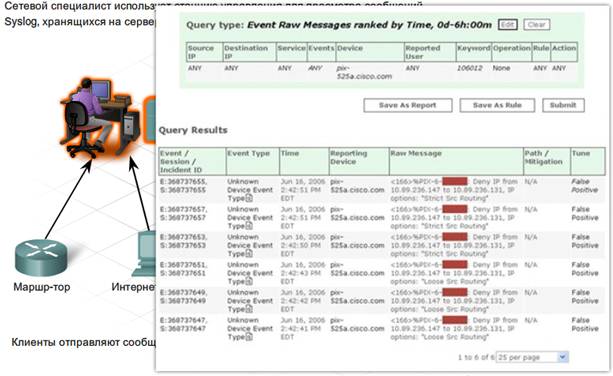 Сетевой специалист использует станцию управления для просмотра сообщений
Syslog, хранящихся на сервере
Query type: Event Raw Messages ranked by Time, 0d-6h:00m Edit Clear
Source IP Destination IP Service Events Device Reported User Keyword Operation Rule Action
ANY ANY ANY ANY pix-525a.cisco.com ANY 106012 None ANY ANY
Save As Report Save As Rule Submit
Query Results
Event / Session / Incident ID Event Type Time Reporting Device Raw Message Path / Mitigation Tune
E:368737655, Unknown Jun 16, 2006 pix- <166>%PIX-6- : Deny IP from N/A False
S:368737655 Device Event 2:42:51 PM 525a.cisco.com 10.89.236.147 to 10.89.236.131, IP Positive
Type EDT options: "Strict Src Routing"
E:368737657, Unknown Jun 16, 2006 pix- <166>%PIX-6- : Deny IP from N/A False
S:368737657 Device Event 2:42:51 PM 525a.cisco.com 10.89.236.147 to 10.89.236.131, IP Positive
Type EDT options: "Strict Src Routing"
E:368737653, Unknown Jun 16, 2006 pix- <166>%PIX-6- : Deny IP from N/A False
S:368737653 Device Event 2:42:50 PM 525a.cisco.com 10.89.236.147 to 10.89.236.131, IP Positive
Type EDT options: "Strict Src Routing"
E:368737651, Unknown Jun 16, 2006 pix- <166>%PIX-6- : Deny IP from N/A False
S:368737651 Device Event 2:42:43 PM 525a.cisco.com 10.89.236.147 to 10.89.236.131, IP Positive
Type EDT options: "Loose Src Routing"
E:368737649, Unknown Jun 16, 2006 pix- <166>%PIX-6- : Deny IP from N/A False
S:368737649 Device Event 2:42:42 PM 525a.cisco.com 10.89.236.147 to 10.89.236.131, IP Positive
Type EDT options: "Loose Src Routing"
E:368737647, Unknown Jun 16, 2006 pix- <166>%PIX-6- : Deny IP from N/A False
S:368737647 Device Event 2:42:41 PM 525a.cisco.com 10.89.236.147 to 10.89.236.131, IP Positive
Type EDT options: "Loose Src Routing"
1 to 6 of 6 25 per page
Маршр-тор Интернет
Клиенты отправляют сообщ